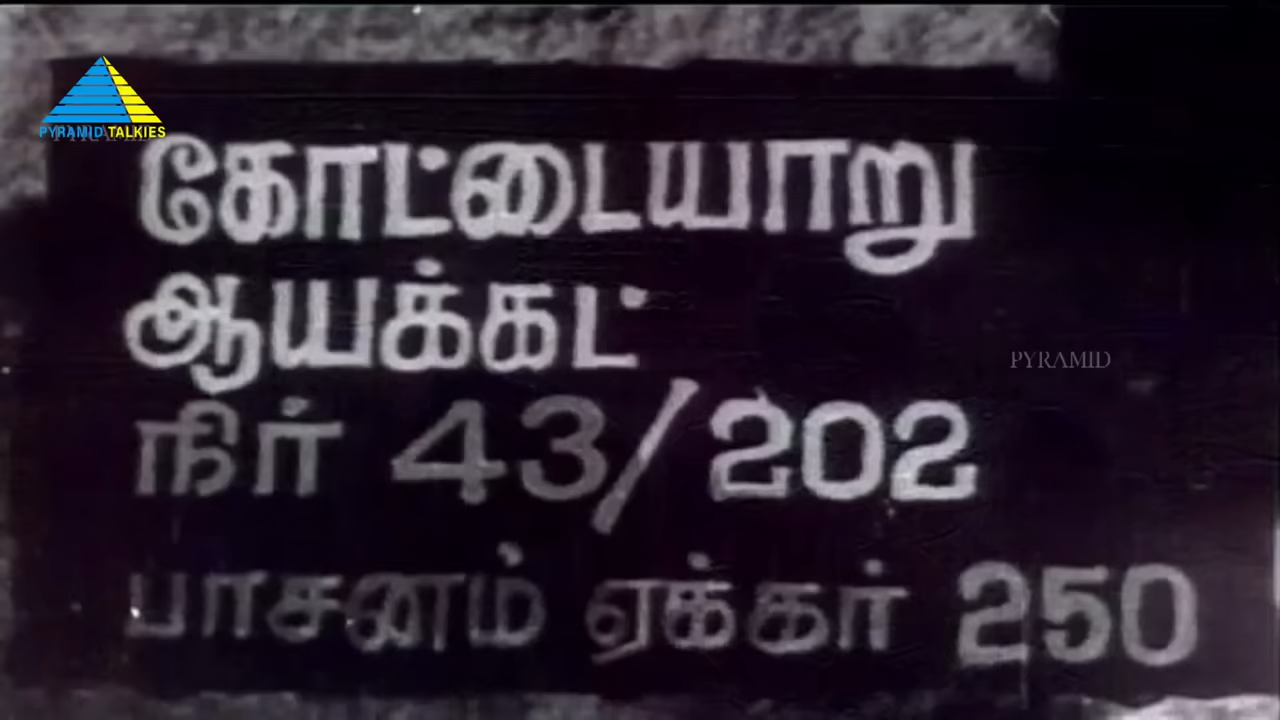 PYRAMID TALKIES
கோட்டையாறு
ஆயக்கட்
PYRAMID
நிர் 43/202
பாசனம் ஏக்கர் 250